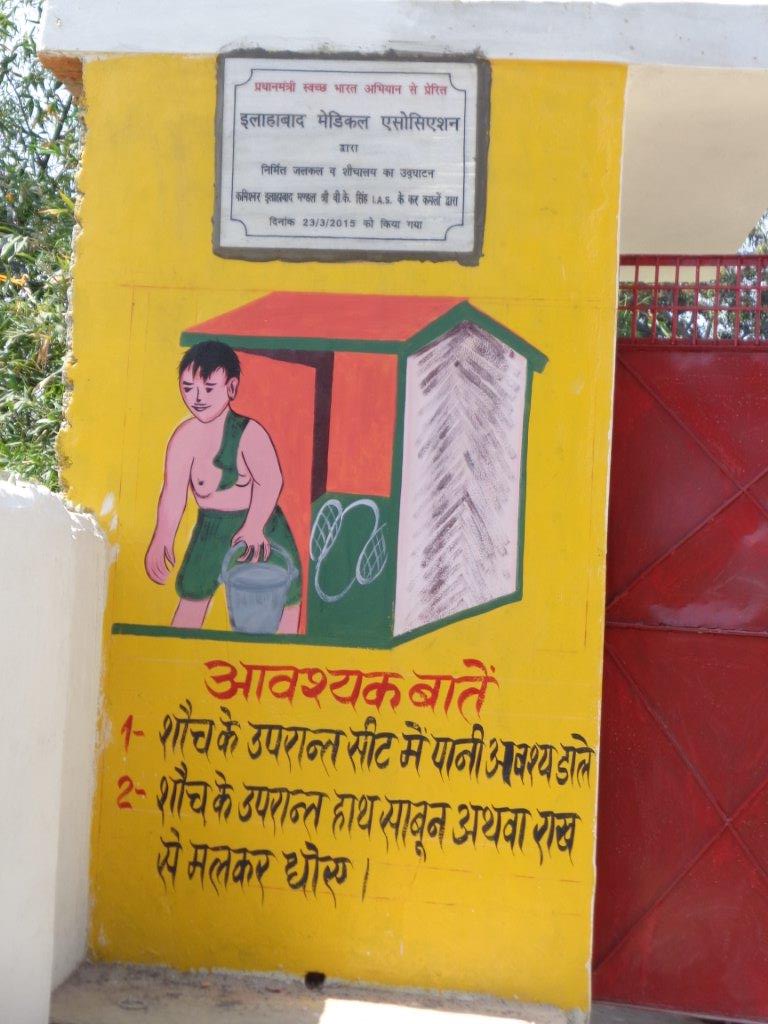 प्रधानमंत्री स्वच्छ भारत अभियान से प्रेरित
इलाहाबाद मेडिकल एसोसिएशन
द्वारा
निर्मित जलकल व शौचालय का उद्घाटन
कमिश्नर इलाहाबाद मण्डल श्री बी.के. सिंह I.A.S. के कर कमलों द्वारा
दिनांक 23/3/2015 को किया गया
आवश्यक बातें
1- शौच के उपरान्त सीट में पानी अवश्य डाले
2- शौच के उपरान्त हाथ साबून अथवा राख
से मलकर धोए ।